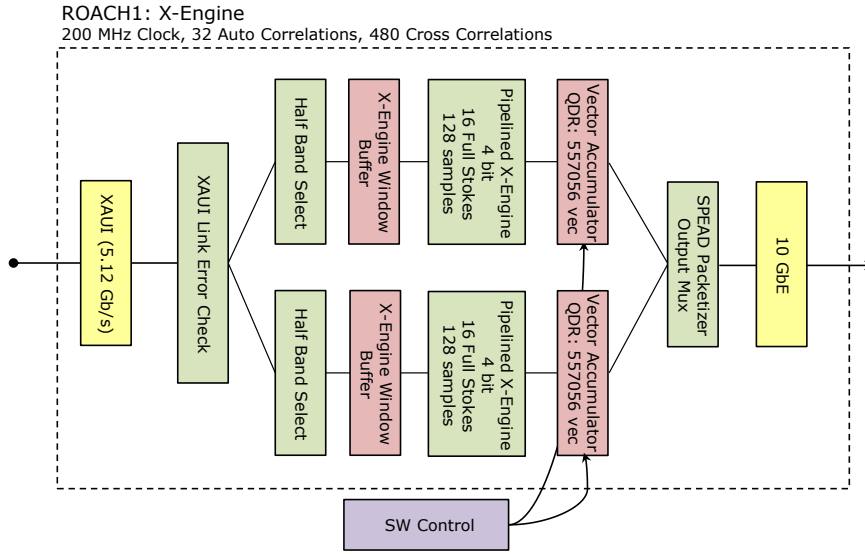 ROACH1: X-Engine
200 MHz Clock, 32 Auto Correlations, 480 Cross Correlations
XAUI (5.12 Gb/s)
XAUI Link Error Check
Half Band Select
X-Engine Window
Buffer
Pipelined X-Engine
4 bit
16 Full Stokes
128 samples
Vector Accumulator
QDR: 557056 vec
Half Band Select
X-Engine Window
Buffer
Pipelined X-Engine
4 bit
16 Full Stokes
128 samples
Vector Accumulator
QDR: 557056 vec
SPEAD Packetizer
Output Mux
10 GbE
SW Control